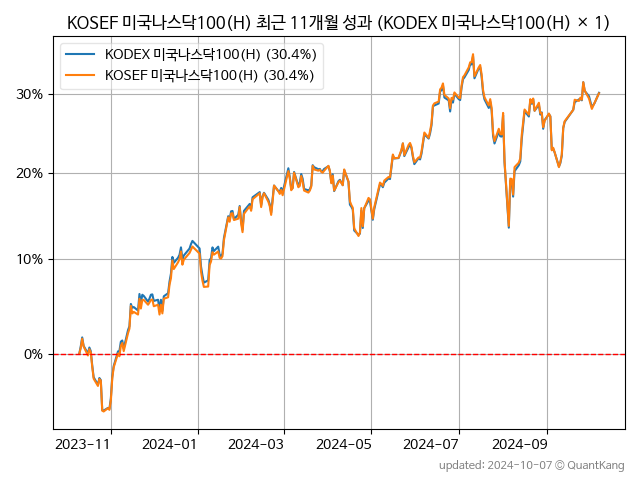 KOSEF 미국나스닥100(H) 최근 11개월 성과 (KODEX 미국나스닥100(H) × 1)
KODEX 미국나스닥100(H) (30.4%)
KOSEF 미국나스닥100(H) (30.4%)
30%
20%
10%
0%
2023-11
2024-01
2024-03
2024-05
2024-07
2024-09
updated: 2024-10-07 © QuantKang